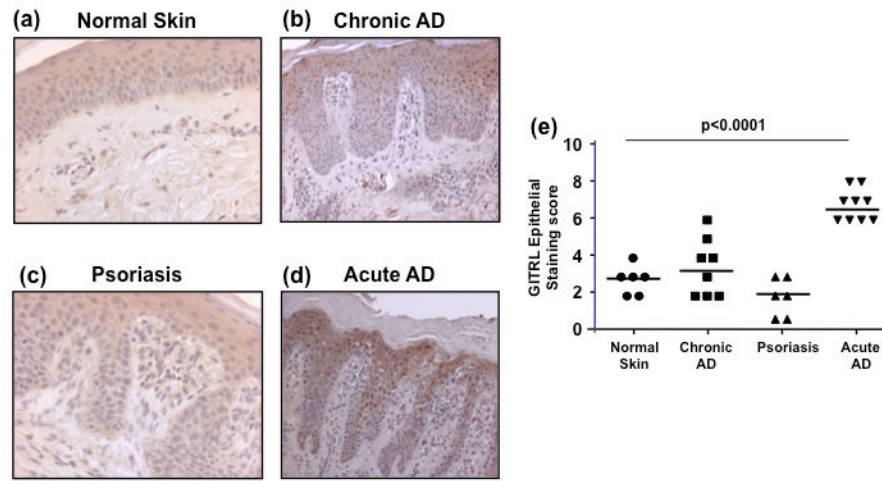 (a) Normal Skin
(b) Chronic AD
(c) Psoriasis
(d) Acute AD
(e)
p<0.0001
GITRL Epithelial
Staining score
10
8
6
4
2
0
Normal
Skin
Chronic
AD
Psoriasis
Acute
AD